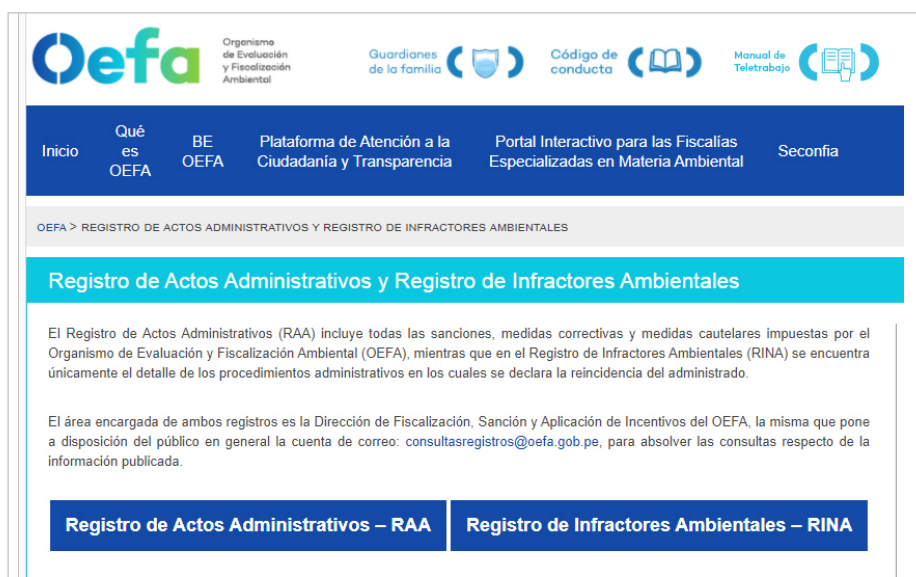 Oefa
Organismo
de Evaluación
y Fiscalización
Ambiental
Guardianes
de la familia
Código de
conducta
Manual de
Teletrabajo
Inicio
Qué
es
OEFA
BE
OEFA
Plataforma de Atención a la
Ciudadanía y Transparencia
Portal Interactivo para las Fiscalías
Especializadas en Materia Ambiental
Seconfia
OEFA > REGISTRO DE ACTOS ADMINISTRATIVOS Y REGISTRO DE INFRACTORES AMBIENTALES
Registro de Actos Administrativos y Registro de Infractores Ambientales
El Registro de Actos Administrativos (RAA) incluye todas las sanciones, medidas correctivas y medidas cautelares impuestas por el
Organismo de Evaluación y Fiscalización Ambiental (OEFA), mientras que en el Registro de Infractores Ambientales (RINA) se encuentra
únicamente el detalle de los procedimientos administrativos en los cuales se declara la reincidencia del administrado.
El área encargada de ambos registros es la Dirección de Fiscalización, Sanción y Aplicación de Incentivos del OEFA, la misma que pone
a disposición del público en general la cuenta de correo: consultasregistros@oefa.gob.pe, para absolver las consultas respecto de la
información publicada.
Registro de Actos Administrativos – RAA
Registro de Infractores Ambientales – RINA